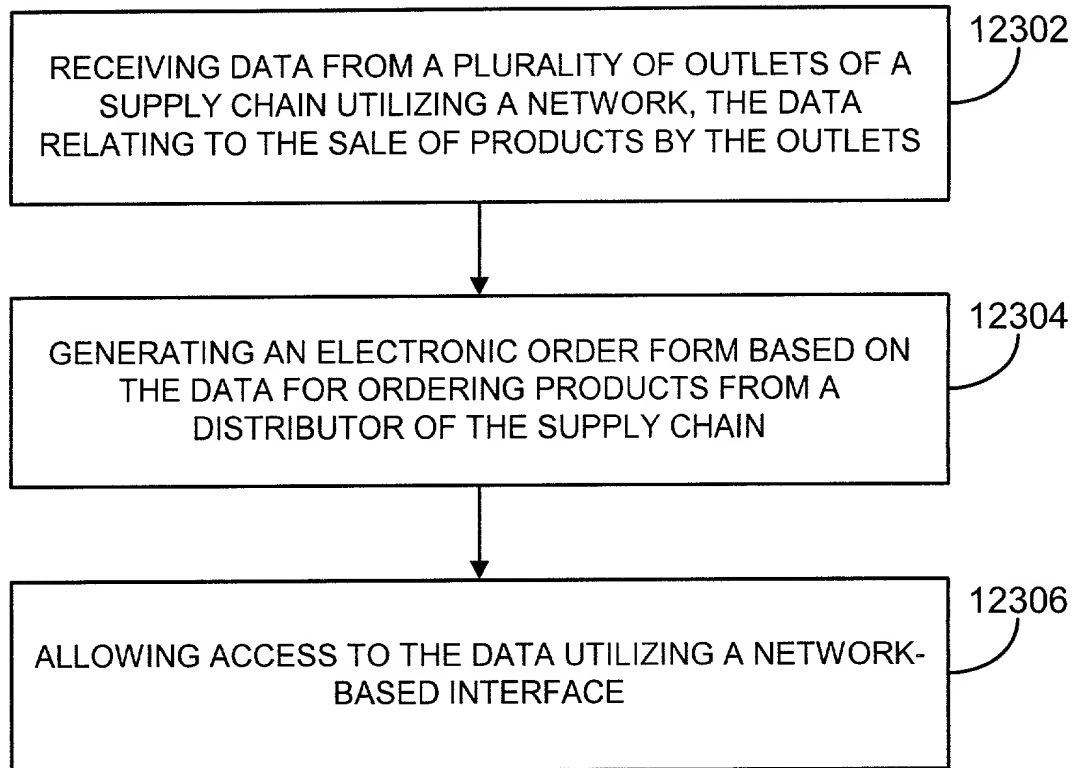 12302
RECEIVING DATA FROM A PLURALITY OF OUTLETS OF A
SUPPLY CHAIN UTILIZING A NETWORK, THE DATA
RELATING TO THE SALE OF PRODUCTS BY THE OUTLETS
12304
GENERATING AN ELECTRONIC ORDER FORM BASED ON
THE DATA FOR ORDERING PRODUCTS FROM A
DISTRIBUTOR OF THE SUPPLY CHAIN
12306
ALLOWING ACCESS TO THE DATA UTILIZING A NETWORK-
BASED INTERFACE